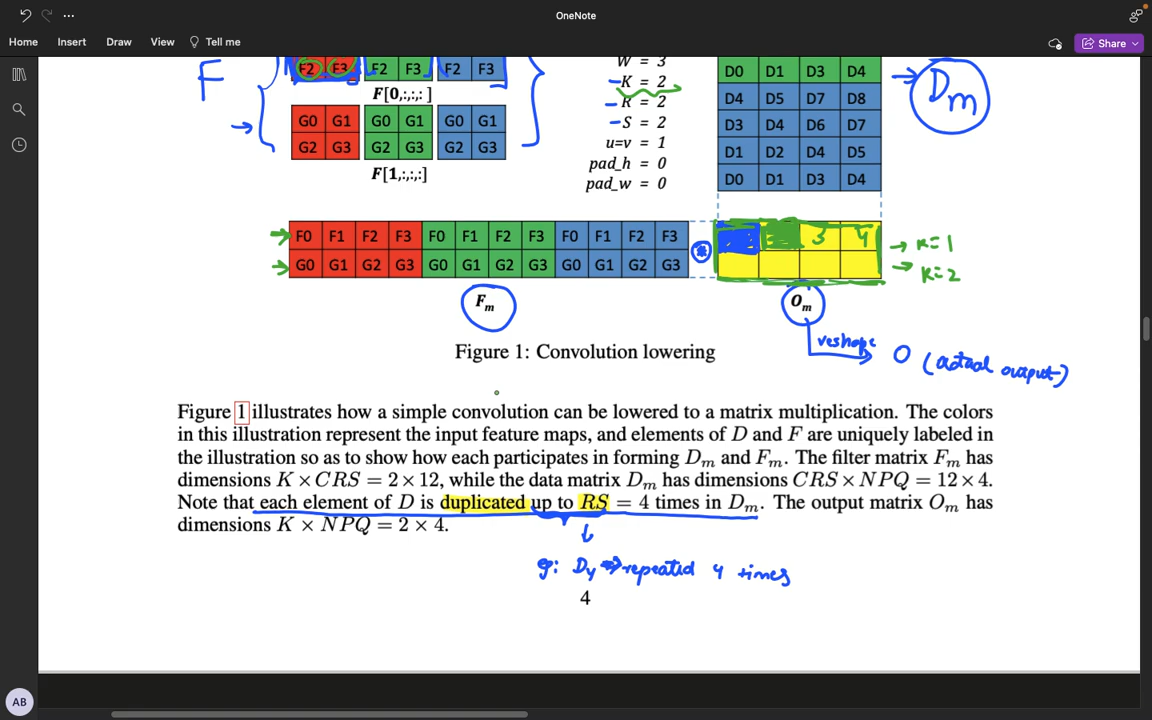 OneNote
Home Insert Draw View Tell me
Share
F
F2 F3 F2 F3 F2 F3
F[0,:,:,: ]
G0 G1 G0 G1 G0 G1
G2 G3 G2 G3 G2 G3
F[1,:,:,:]
W = 3
K = 2
R = 2
S = 2
u=v = 1
pad_h = 0
pad_w = 0
D0 D1 D3 D4
D4 D5 D7 D8
D3 D4 D6 D7
D1 D2 D4 D5
D0 D1 D3 D4
Dm
F0 F1 F2 F3 F0 F1 F2 F3 F0 F1 F2 F3
G0 G1 G2 G3 G0 G1 G2 G3 G0 G1 G2 G3
*
3 4
→ K=1
→ K=2
Fm
Om
reshape
O (actual output)
Figure 1: Convolution lowering
Figure 1 illustrates how a simple convolution can be lowered to a matrix multiplication. The colors
in this illustration represent the input feature maps, and elements of D and F are uniquely labeled in
the illustration so as to show how each participates in forming Dm and Fm. The filter matrix Fm has
dimensions K × CRS = 2 × 12, while the data matrix Dm has dimensions CRS × NPQ = 12 × 4.
Note that each element of D is duplicated up to RS = 4 times in Dm. The output matrix Om has
dimensions K × NPQ = 2 × 4.
eg: D4 → repeated 4 times
4
AB